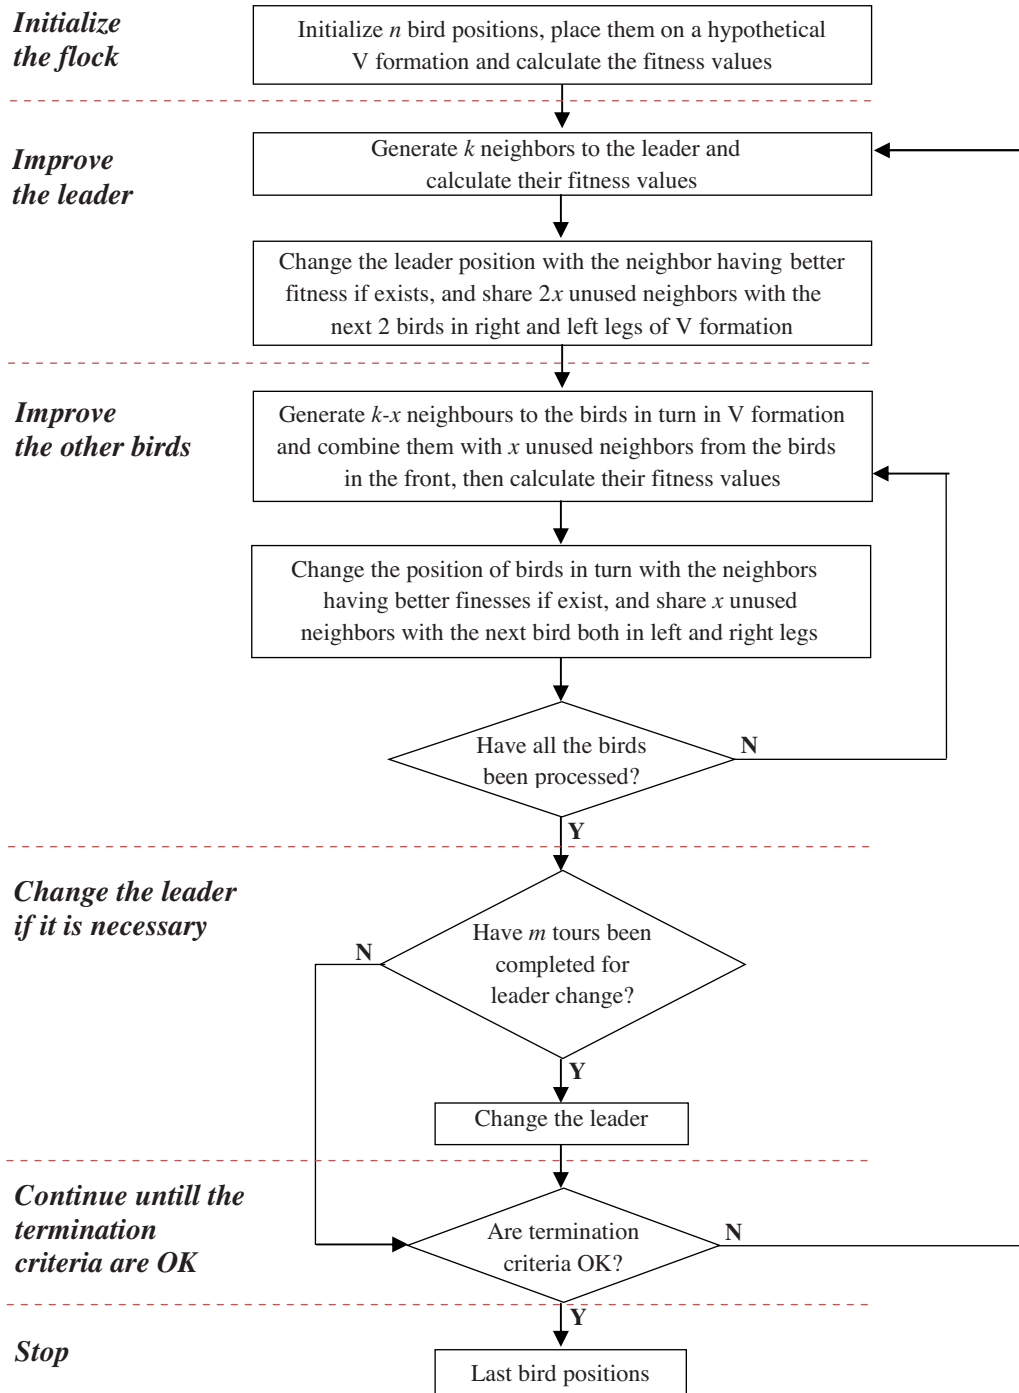 Initialize
the flock
Initialize n bird positions, place them on a hypothetical
V formation and calculate the fitness values
Improve
the leader
Generate k neighbors to the leader and
calculate their fitness values
Change the leader position with the neighbor having better
fitness if exists, and share 2x unused neighbors with the
next 2 birds in right and left legs of V formation
Improve
the other birds
Generate k-x neighbours to the birds in turn in V formation
and combine them with x unused neighbors from the birds
in the front, then calculate their fitness values
Change the position of birds in turn with the neighbors
having better finesses if exist, and share x unused
neighbors with the next bird both in left and right legs
Have all the birds
been processed?
N
Y
Change the leader
if it is necessary
Have m tours been
completed for
leader change?
N
Y
Change the leader
Continue untill the
termination
criteria are OK
Are termination
criteria OK?
N
Y
Stop
Last bird positions